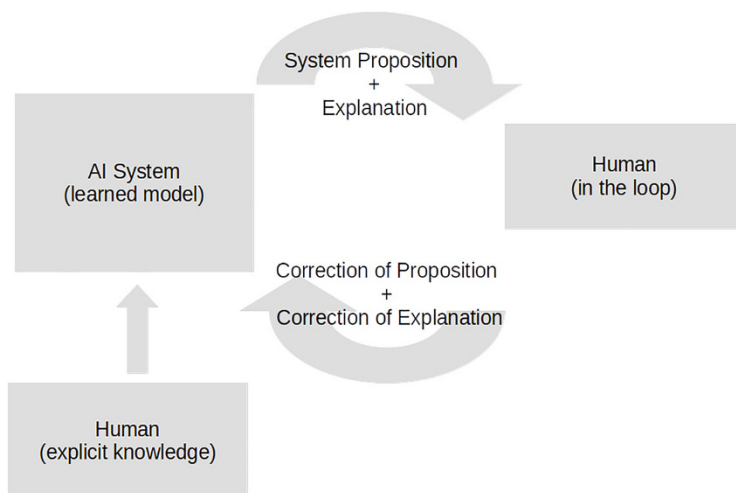 System Proposition
+
Explanation
AI System
(learned model)
Human
(in the loop)
Correction of Proposition
+
Correction of Explanation
Human
(explicit knowledge)